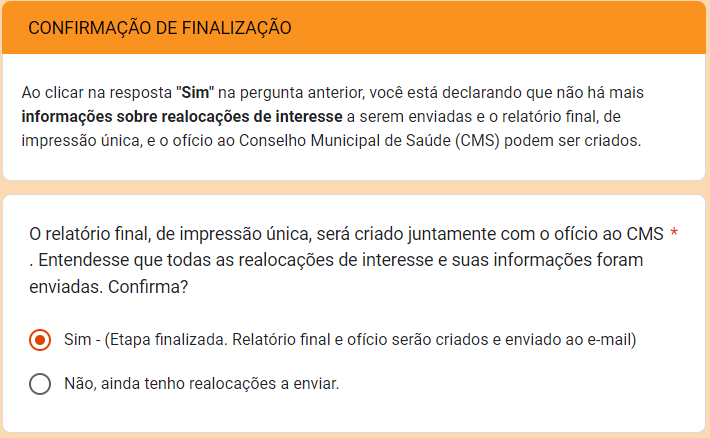 CONFIRMAÇÃO DE FINALIZAÇÃO
Ao clicar na resposta "Sim" na pergunta anterior, você está declarando que não há mais
informações sobre realocações de interesse a serem enviadas e o relatório final, de
impressão única, e o ofício ao Conselho Municipal de Saúde (CMS) podem ser criados.
O relatório final, de impressão única, será criado juntamente com o ofício ao CMS *
. Entendesse que todas as realocações de interesse e suas informações foram
enviadas. Confirma?
Sim - (Etapa finalizada. Relatório final e ofício serão criados e enviado ao e-mail)
Não, ainda tenho realocações a enviar.